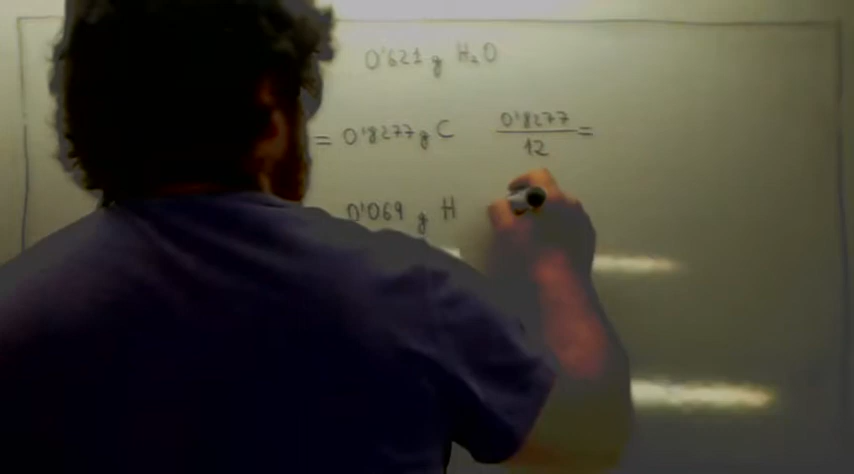 0'621 g H₂O
= 0'8277 g C 0'8277/12 =
0'069 g H